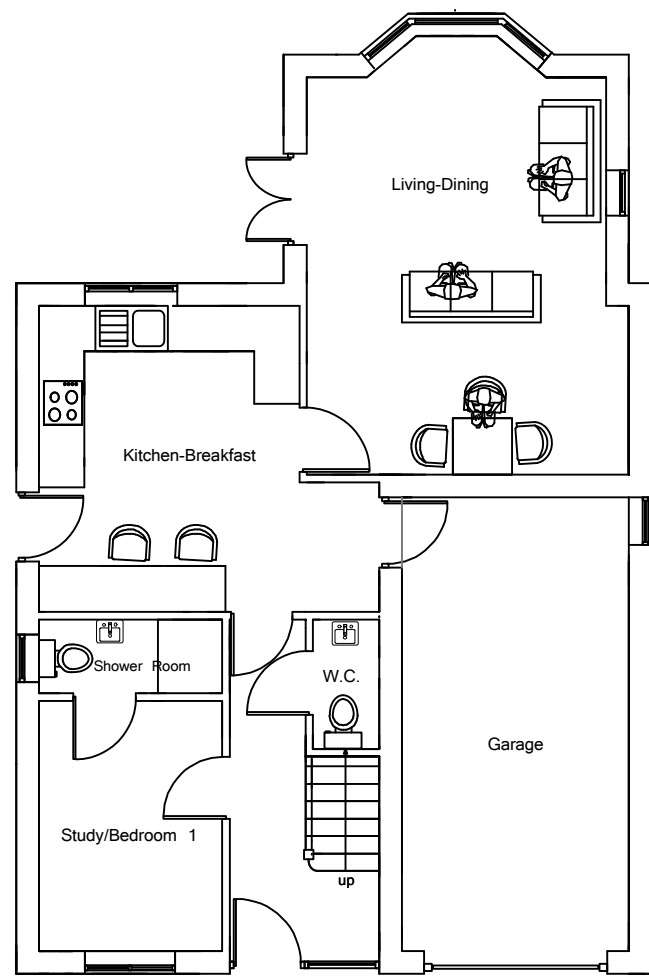 Living-Dining
Kitchen-Breakfast
Shower Room
W.C.
Garage
Study/Bedroom 1
up